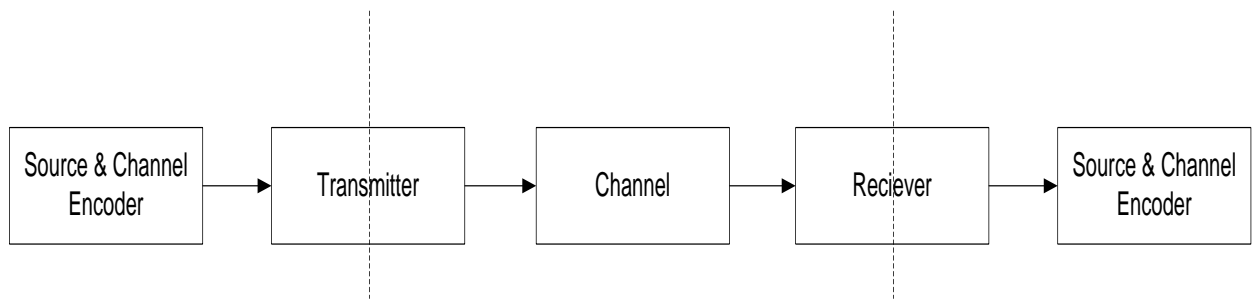 Source & Channel
Encoder
Transmitter
Channel
Reciever
Source & Channel
Encoder